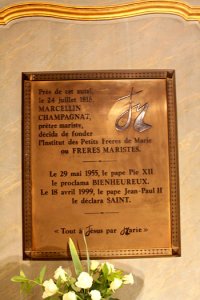 Près de cet autel,
le 24 juillet 1816
MARCELLIN
CHAMPAGNAT,
prêtre mariste,
décida de fonder
l'Institut des Petits Frères de Marie
ou FRERES MARISTES.
Le 29 mai 1955, le pape Pie XII
le proclama BIENHEUREUX.
Le 18 avril 1999, le pape Jean-Paul II
le déclara SAINT.
« Tout à Jésus par Marie »